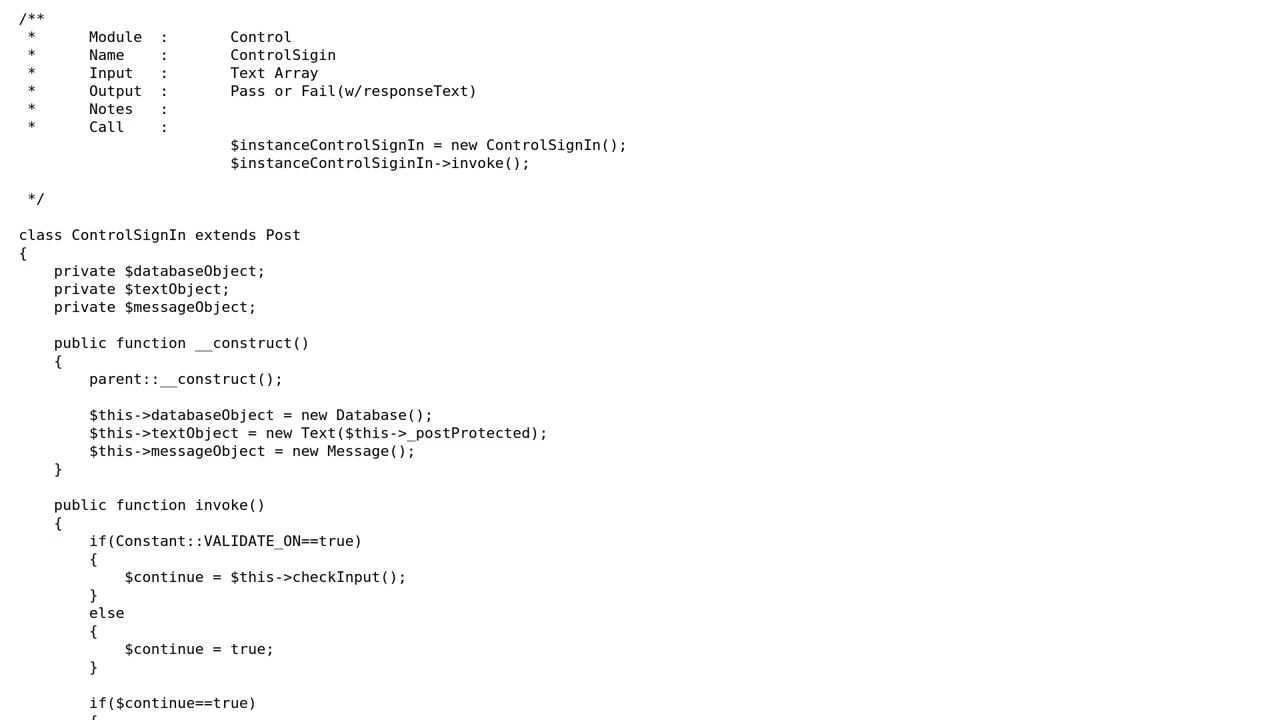 /**
 *      Module  :       Control
 *      Name    :       ControlSigin
 *      Input   :       Text Array
 *      Output  :       Pass or Fail(w/responseText)
 *      Notes   :
 *      Call    :
                        $instanceControlSignIn = new ControlSignIn();
                        $instanceControlSiginIn->invoke();

 */

class ControlSignIn extends Post
{
    private $databaseObject;
    private $textObject;
    private $messageObject;

    public function __construct()
    {
        parent::__construct();

        $this->databaseObject = new Database();
        $this->textObject = new Text($this->_postProtected);
        $this->messageObject = new Message();
    }

    public function invoke()
    {
        if(Constant::VALIDATE_ON==true)
        {
            $continue = $this->checkInput();
        }
        else
        {
            $continue = true;
        }

        if($continue==true)
        {